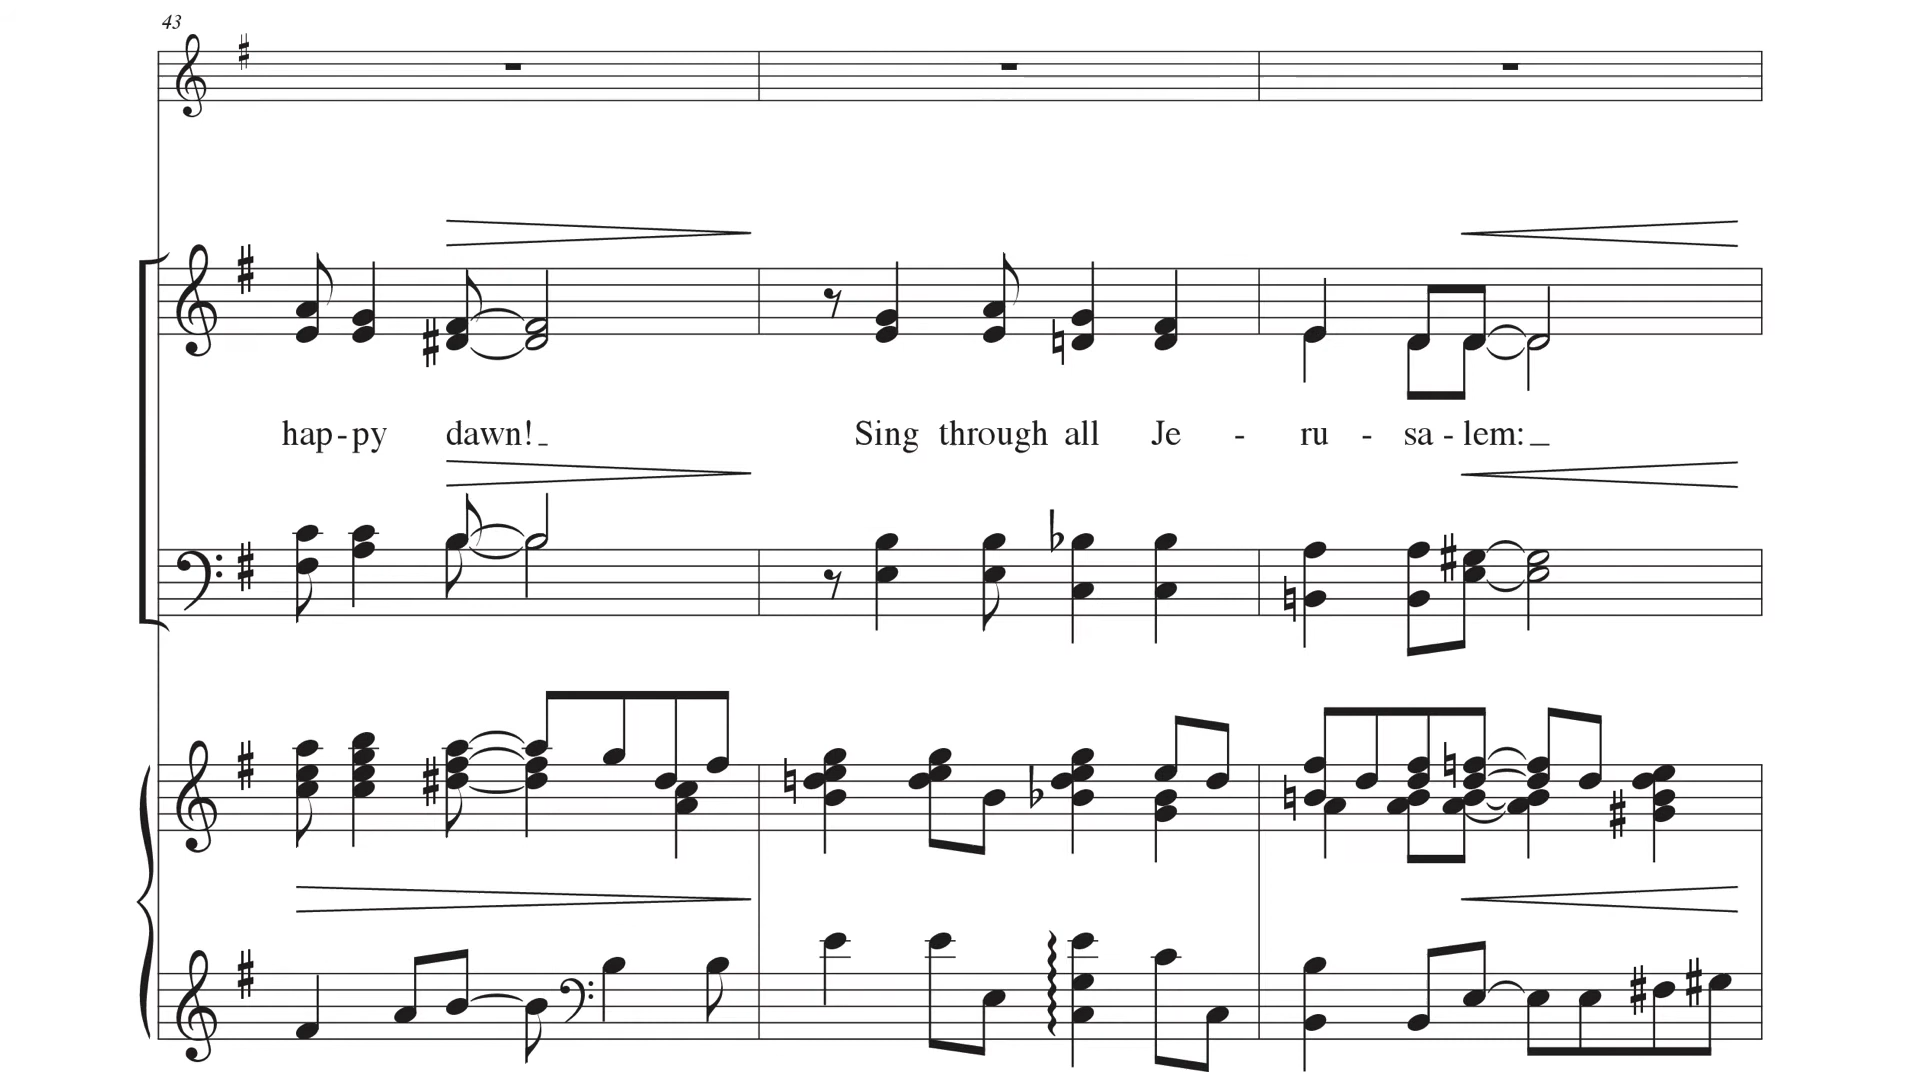 43
hap-py dawn!_ Sing through all Je - ru - sa - lem:_